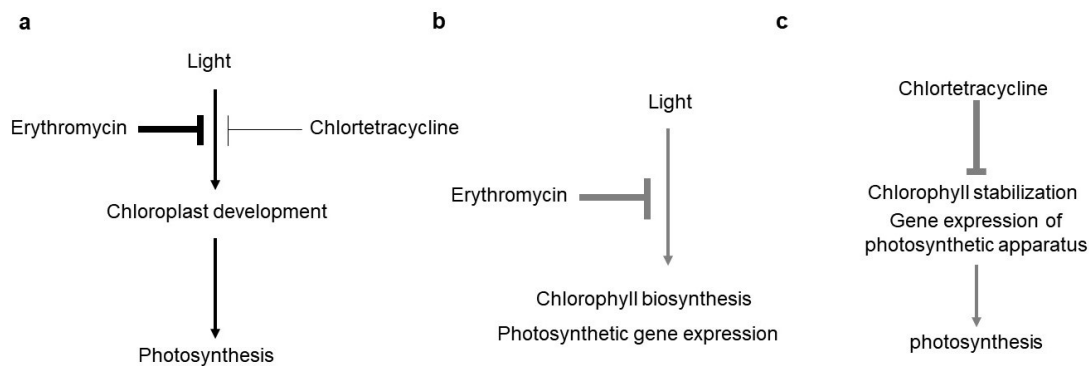 a
Light
Erythromycin
Chlortetracycline
Chloroplast development
Photosynthesis
b
Light
Erythromycin
Chlorophyll biosynthesis
Photosynthetic gene expression
c
Chlortetracycline
Chlorophyll stabilization
Gene expression of
photosynthetic apparatus
photosynthesis